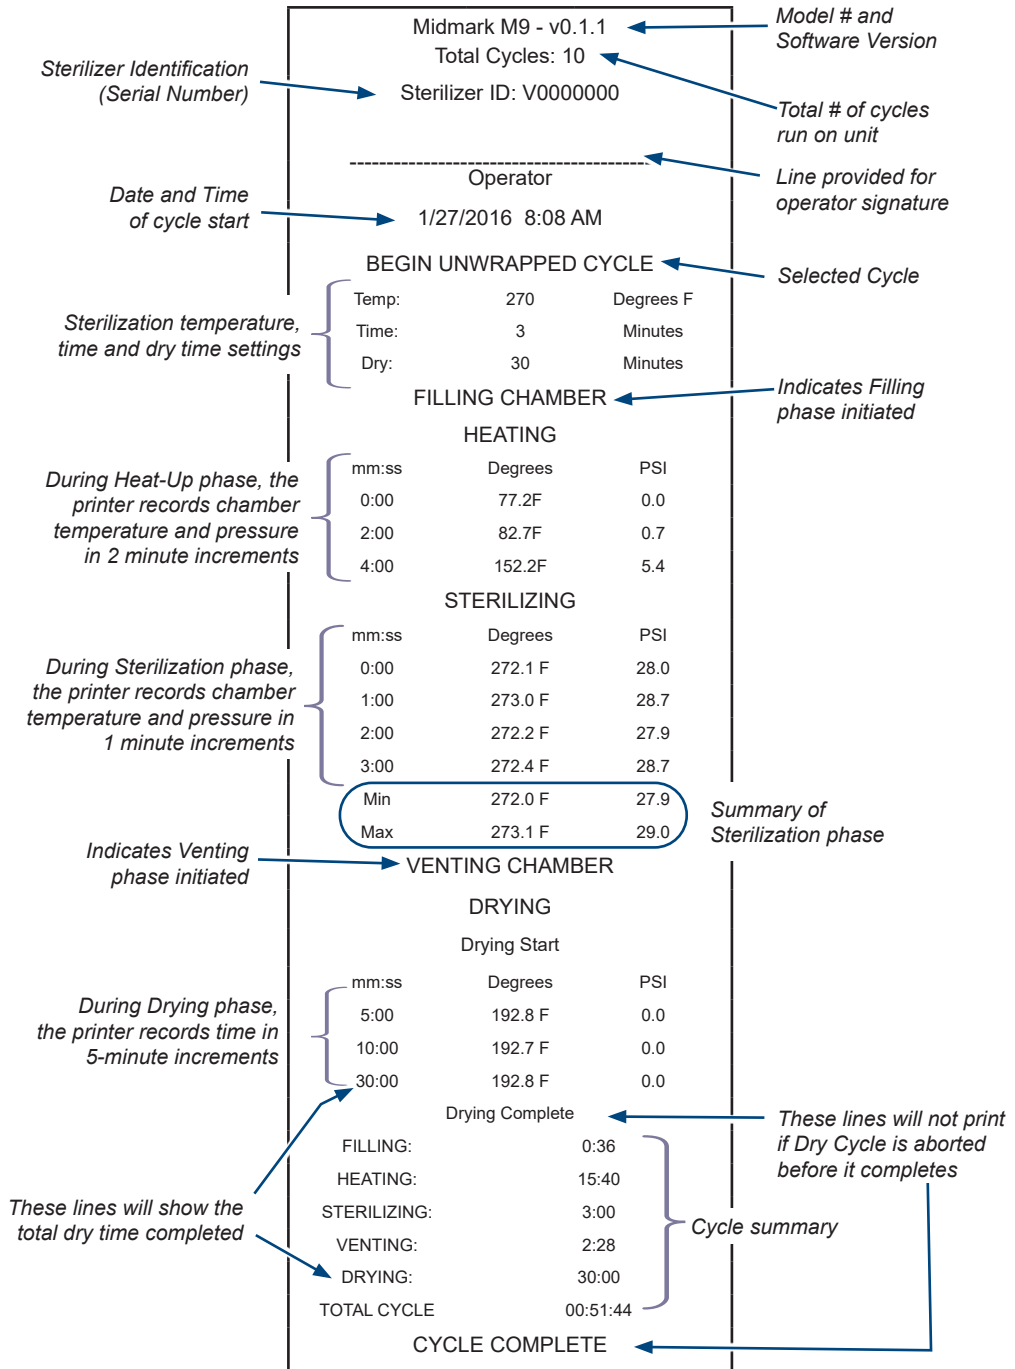 Midmark M9 - v0.1.1
Model # and
Software Version
Total Cycles: 10
Total # of cycles
run on unit
Sterilizer Identification
(Serial Number)
Sterilizer ID: V0000000
--------------------------------------------
Line provided for
operator signature
Operator
Date and Time
of cycle start
1/27/2016 8:08 AM
BEGIN UNWRAPPED CYCLE
Selected Cycle
Sterilization temperature,
time and dry time settings
Temp: 270 Degrees F
Time: 3 Minutes
Dry: 30 Minutes
FILLING CHAMBER
Indicates Filling
phase initiated
HEATING
During Heat-Up phase, the
printer records chamber
temperature and pressure
in 2 minute increments
mm:ss Degrees PSI
0:00 77.2F 0.0
2:00 82.7F 0.7
4:00 152.2F 5.4
STERILIZING
During Sterilization phase,
the printer records chamber
temperature and pressure in
1 minute increments
mm:ss Degrees PSI
0:00 272.1 F 28.0
1:00 273.0 F 28.7
2:00 272.2 F 27.9
3:00 272.4 F 28.7
Min 272.0 F 27.9
Max 273.1 F 29.0
Summary of
Sterilization phase
Indicates Venting
phase initiated
VENTING CHAMBER
DRYING
Drying Start
During Drying phase,
the printer records time in
5-minute increments
mm:ss Degrees PSI
5:00 192.8 F 0.0
10:00 192.7 F 0.0
30:00 192.8 F 0.0
Drying Complete
These lines will not print
if Dry Cycle is aborted
before it completes
These lines will show the
total dry time completed
FILLING: 0:36
HEATING: 15:40
STERILIZING: 3:00
VENTING: 2:28
DRYING: 30:00
TOTAL CYCLE 00:51:44
Cycle summary
CYCLE COMPLETE